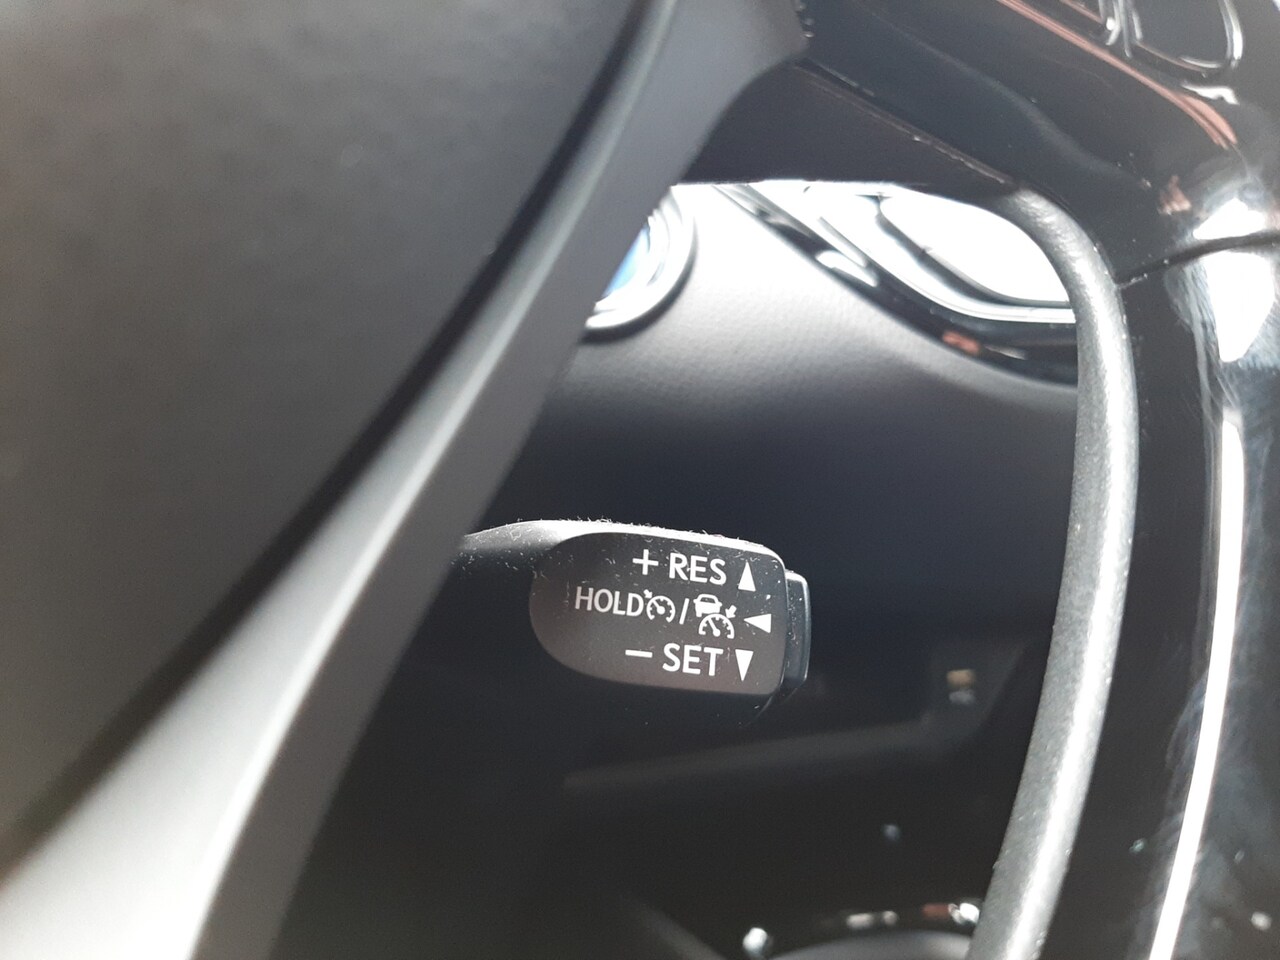 + RES
HOLD /
− SET